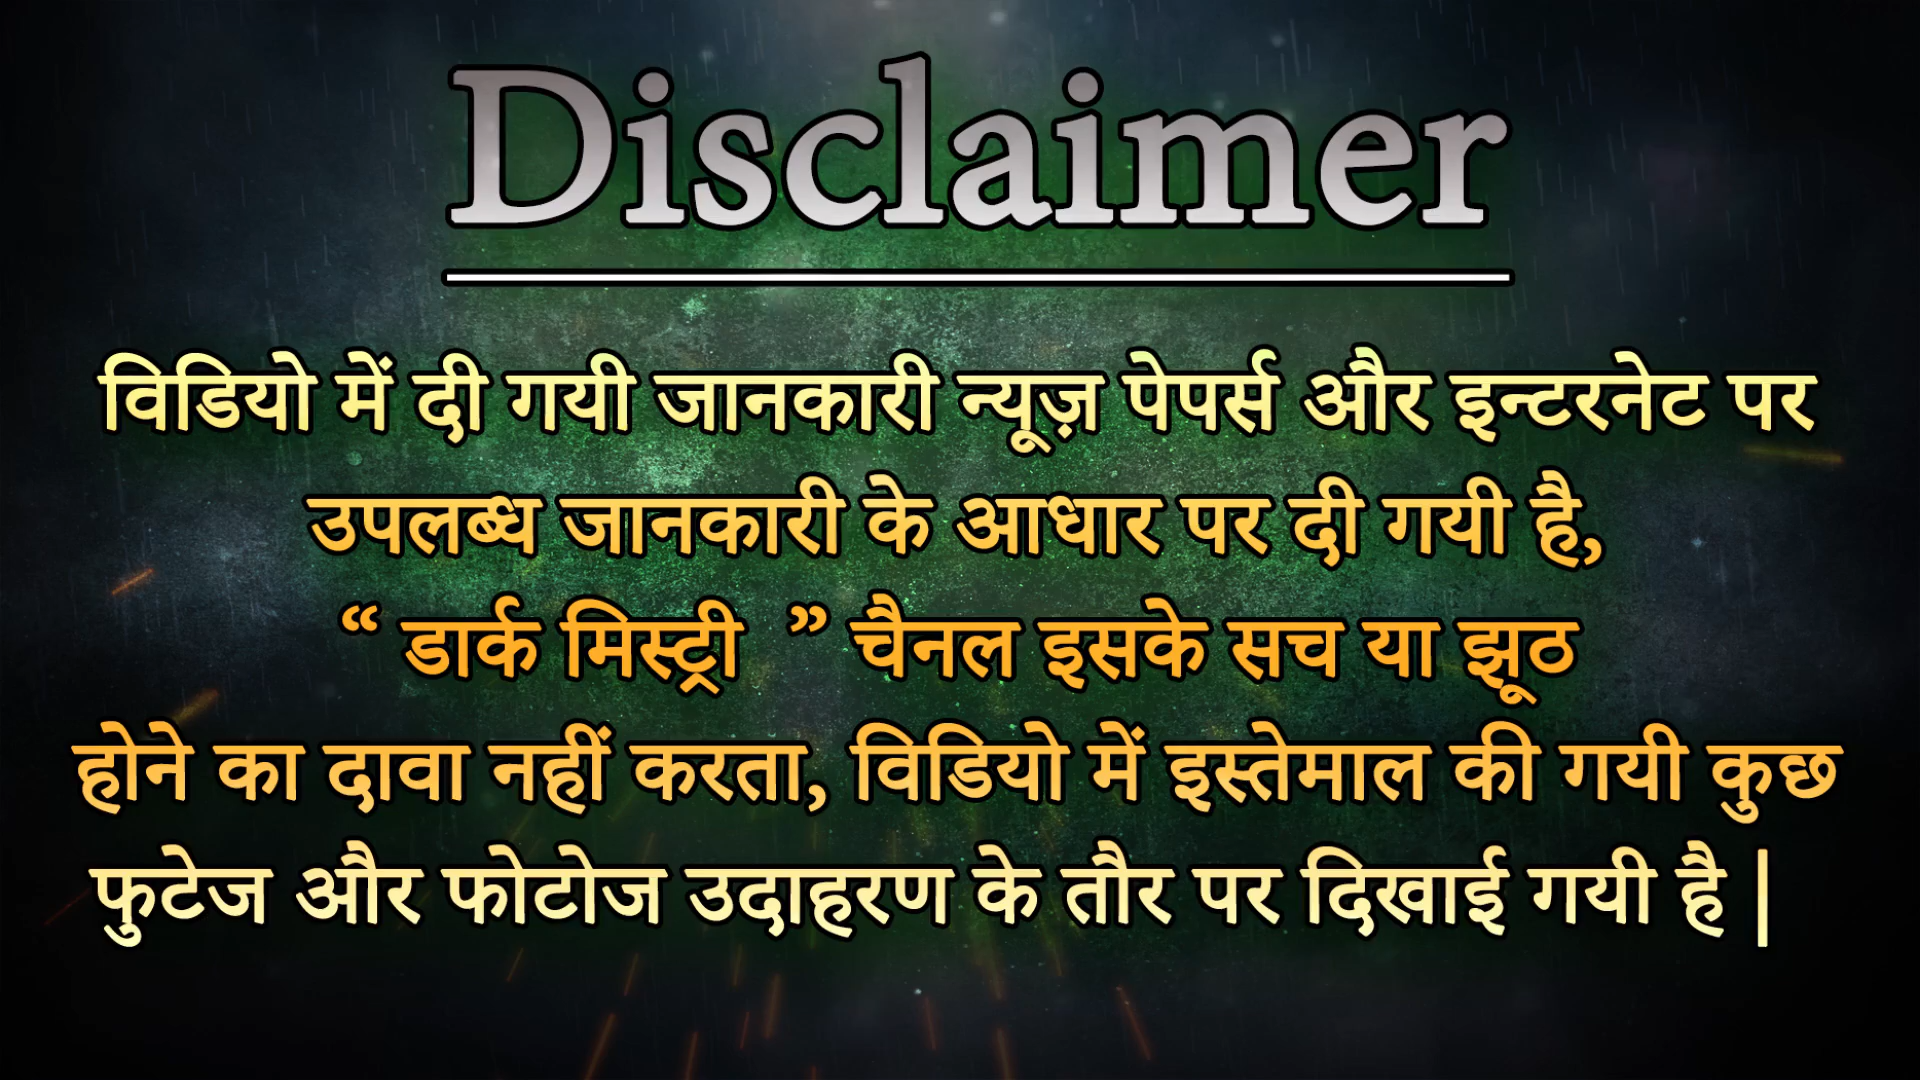 Disclaimer
विडियो में दी गयी जानकारी न्यूज़ पेपर्स और इन्टरनेट पर
उपलब्ध जानकारी के आधार पर दी गयी है,
“ डार्क मिस्ट्री ” चैनल इसके सच या झूठ
होने का दावा नहीं करता, विडियो में इस्तेमाल की गयी कुछ
फुटेज और फोटोज उदाहरण के तौर पर दिखाई गयी है |